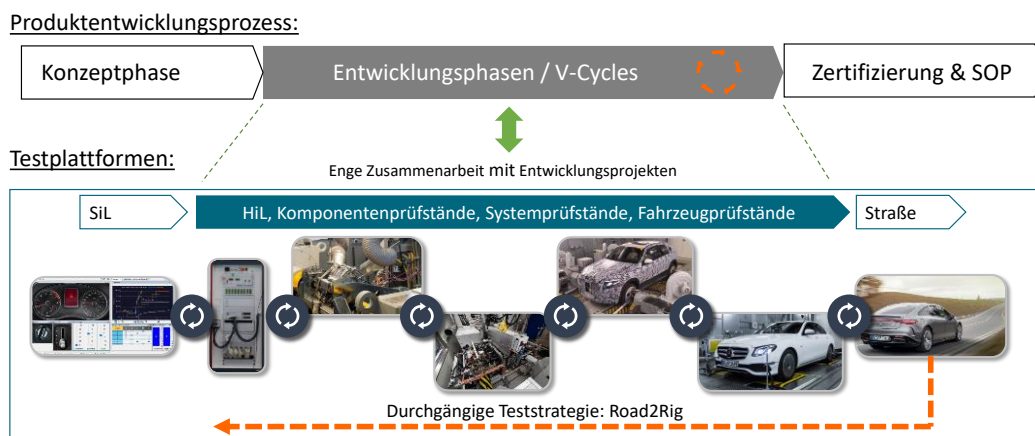 Produktentwicklungsprozess:
Konzeptphase
Entwicklungsphasen / V-Cycles
Zertifizierung & SOP
Testplattformen:
Enge Zusammenarbeit mit Entwicklungsprojekten
SiL
HiL, Komponentenprüfstände, Systemprüfstände, Fahrzeugprüfstände
Straße
Durchgängige Teststrategie: Road2Rig